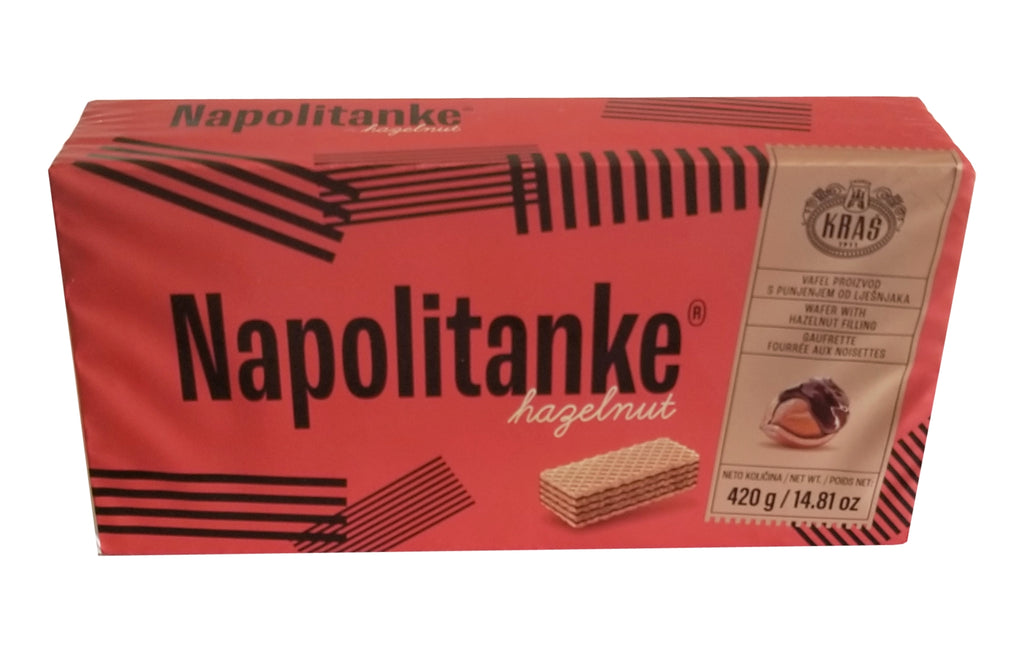 Napolitanke®
hazelnut
KRAŠ
1911
VAFEL PROIZVOD
S PUNJENJEM OD LJEŠNJAKA
WAFER WITH
HAZELNUT FILLING
GAUFRETTE
FOURRÉE AUX NOISETTES
Napolitanke®
hazelnut
NETO KOLIČINA / NET WT. / POIDS NET:
420 g / 14.81 oz